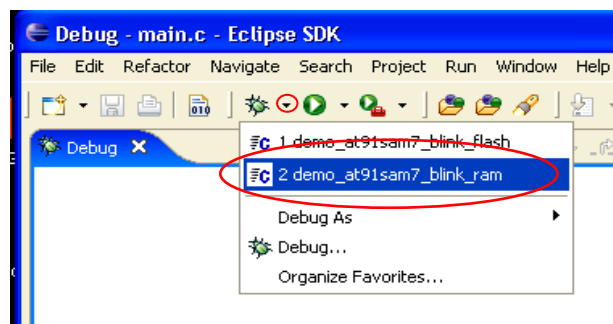 Debug - main.c - Eclipse SDK
File Edit Refactor Navigate Search Project Run Window Help
010
Debug
1 demo_at91sam7_blink_flash
2 demo_at91sam7_blink_ram
Debug As
Debug...
Organize Favorites...